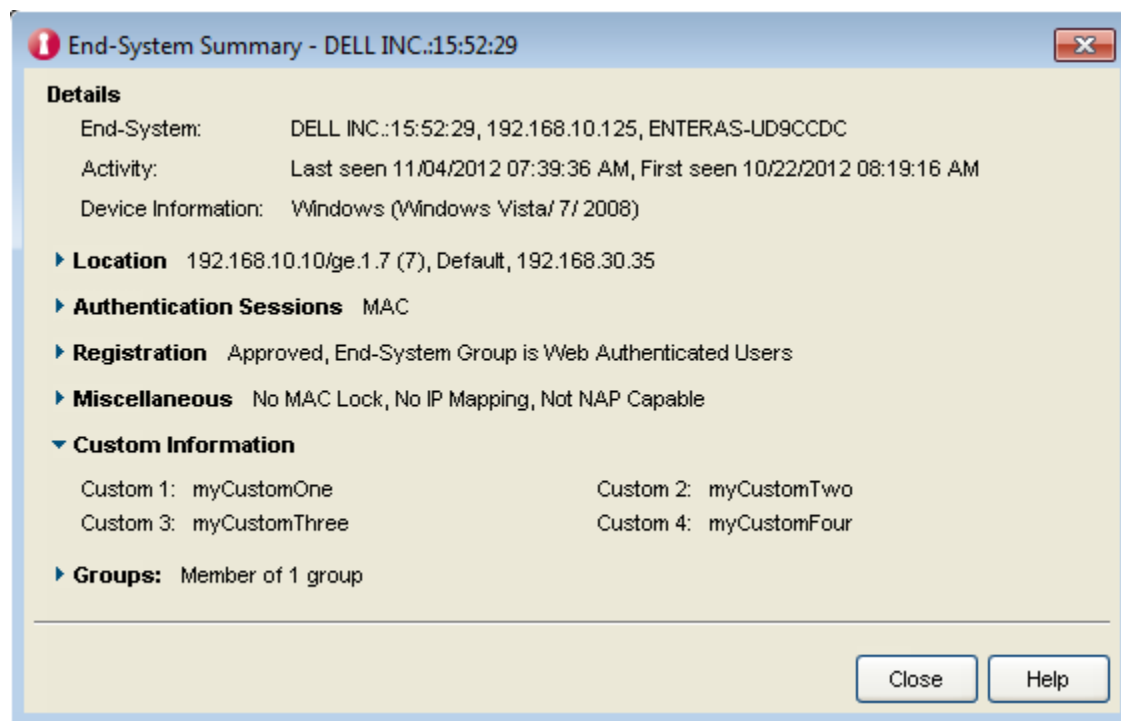 End-System Summary - DELL INC.:15:52:29
Details
End-System: DELL INC.:15:52:29, 192.168.10.125, ENTERAS-UD9CCDC
Activity: Last seen 11/04/2012 07:39:36 AM, First seen 10/22/2012 08:19:16 AM
Device Information: Windows (Windows Vista/ 7/ 2008)
Location 192.168.10.10/ge.1.7 (7), Default, 192.168.30.35
Authentication Sessions MAC
Registration Approved, End-System Group is Web Authenticated Users
Miscellaneous No MAC Lock, No IP Mapping, Not NAP Capable
Custom Information
Custom 1: myCustomOne Custom 2: myCustomTwo
Custom 3: myCustomThree Custom 4: myCustomFour
Groups: Member of 1 group
Close Help